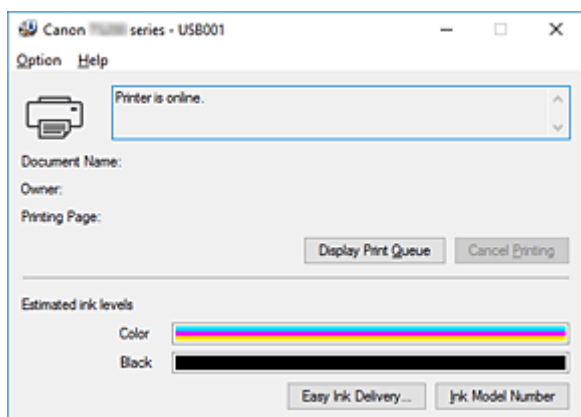 Canon series - USB001
Option Help
Printer is online.
Document Name:
Owner:
Printing Page:
Display Print Queue Cancel Printing
Estimated ink levels
Color
Black
Easy Ink Delivery... Ink Model Number